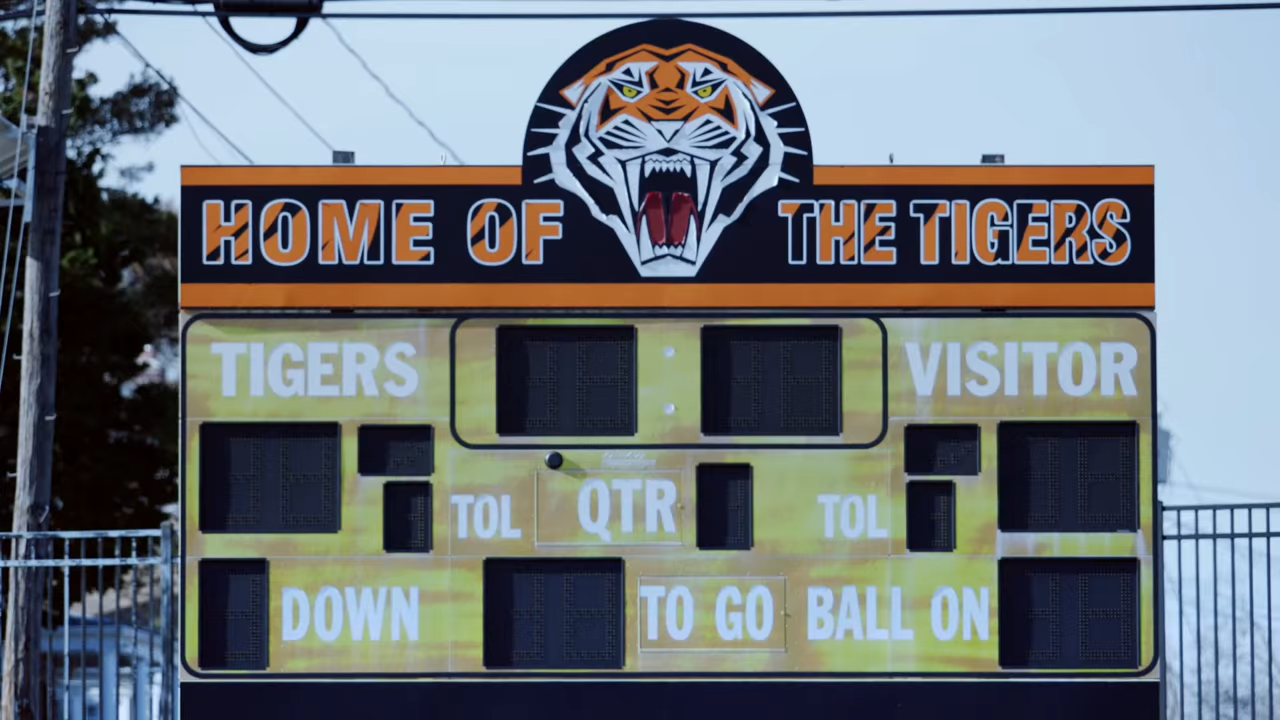 HOME OF THE TIGERS
TIGERS VISITOR
TOL QTR TOL
DOWN TO GO BALL ON